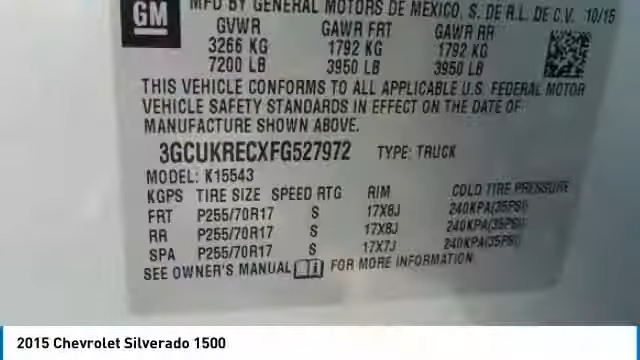 GM
MFD BY GENERAL MOTORS DE MEXICO, S. DE R.L. DE C.V. 10/15
GVWR GAWR FRT GAWR RR
3266 KG 1792 KG 1792 KG
7200 LB 3950 LB 3950 LB
THIS VEHICLE CONFORMS TO ALL APPLICABLE U.S. FEDERAL MOTOR
VEHICLE SAFETY STANDARDS IN EFFECT ON THE DATE OF
MANUFACTURE SHOWN ABOVE.
3GCUKRECXFG527972 TYPE: TRUCK
MODEL: K15543
KGPS TIRE SIZE SPEED RTG RIM COLD TIRE PRESSURE
FRT P255/70R17 S 17X8J 240KPA(35PSI)
RR P255/70R17 S 17X8J 240KPA(35PSI)
SPA P255/70R17 S 17X7J 240KPA(35PSI)
SEE OWNER'S MANUAL FOR MORE INFORMATION
2015 Chevrolet Silverado 1500